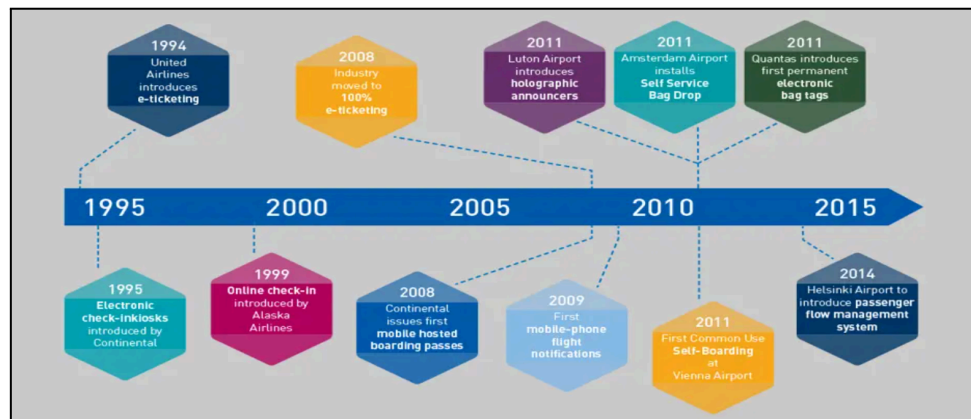 1994
United
Airlines
introduces
e-ticketing
2008
Industry
moved to
100%
e-ticketing
2011
Luton Airport
introduces
holographic
announcers
2011
Amsterdam Airport
installs
Self Service
Bag Drop
2011
Quantas introduces
first permanent
electronic
bag tags
1995
2000
2005
2010
2015
1995
Electronic
check-inkiosks
introduced by
Continental
1999
Online check-in
introduced by
Alaska
Airlines
2008
Continental
issues first
mobile hosted
boarding passes
2009
First
mobile-phone
flight
notifications
2011
First Common Use
Self-Boarding
at
Vienna Airport
2014
Helsinki Airport to
introduce passenger
flow management
system